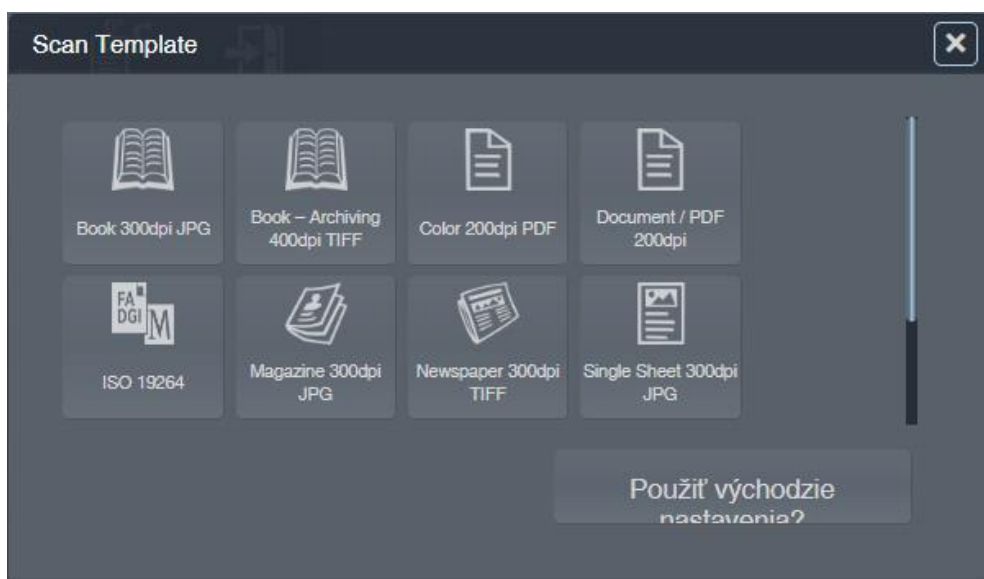 Scan Template
Book 300dpi JPG
Book – Archiving
400dpi TIFF
Color 200dpi PDF
Document / PDF
200dpi
FA
DGI M
ISO 19264
Magazine 300dpi
JPG
Newspaper 300dpi
TIFF
Single Sheet 300dpi
JPG
Použiť východzie
nastavenia?